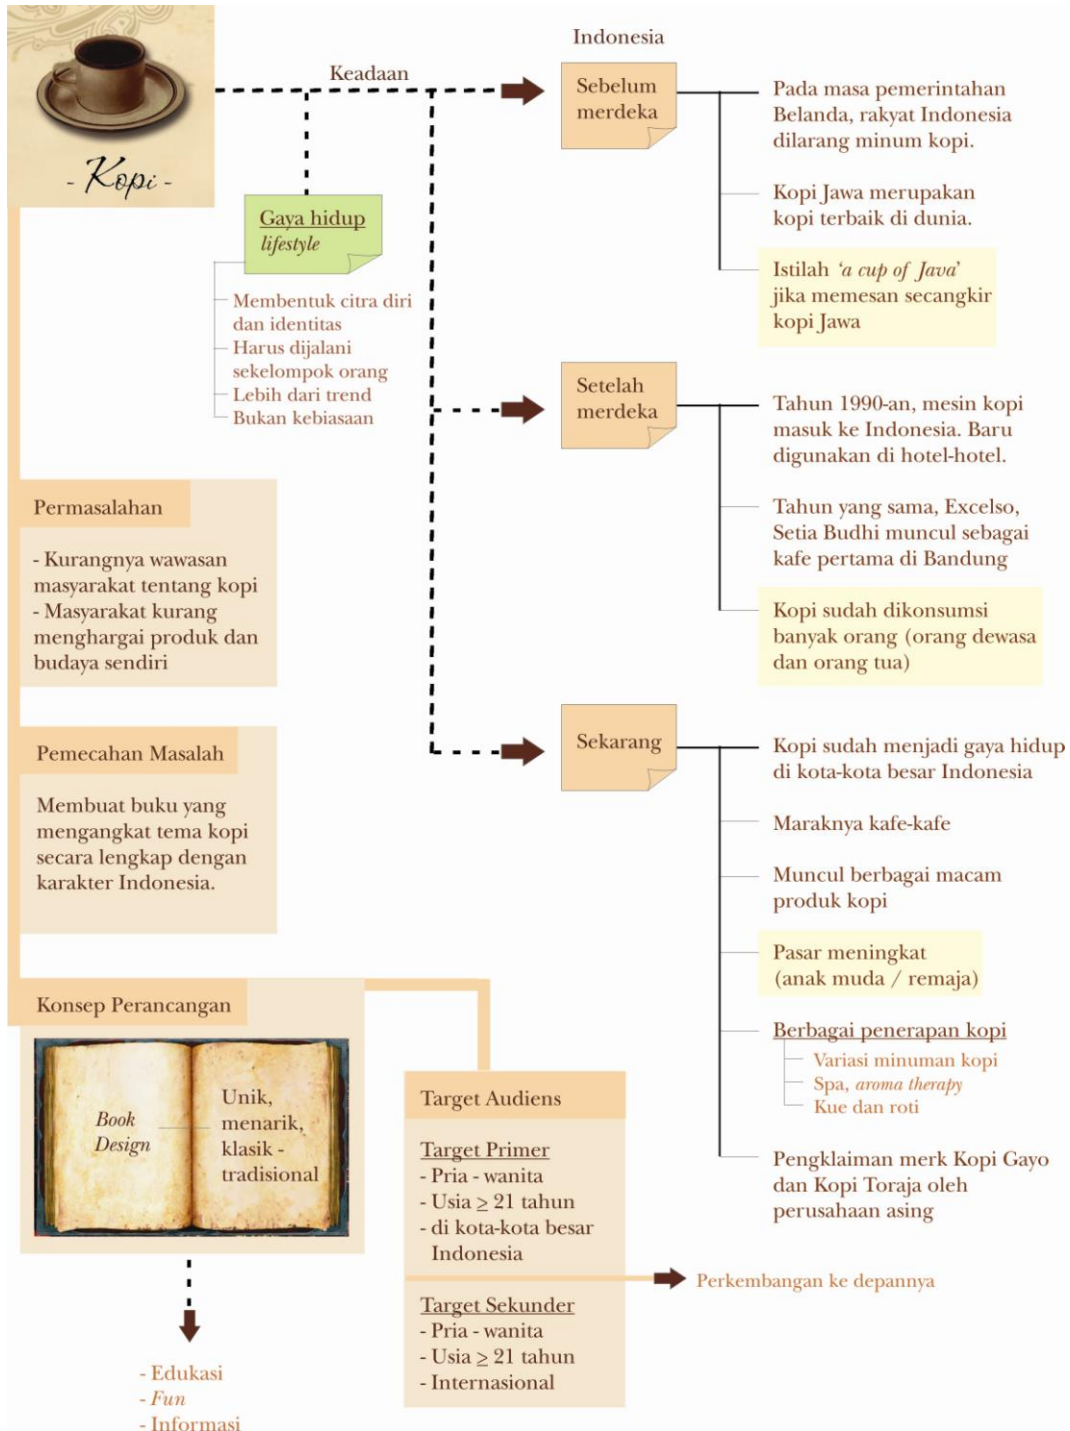 - Kopi -
Keadaan
Indonesia
Gaya hidup
lifestyle
Membentuk citra diri
dan identitas
Harus dijalani
sekelompok orang
Lebih dari trend
Bukan kebiasaan
Sebelum
merdeka
Pada masa pemerintahan
Belanda, rakyat Indonesia
dilarang minum kopi.
Kopi Jawa merupakan
kopi terbaik di dunia.
Istilah ‘a cup of Java’
jika memesan secangkir
kopi Jawa
Setelah
merdeka
Tahun 1990-an, mesin kopi
masuk ke Indonesia. Baru
digunakan di hotel-hotel.
Tahun yang sama, Excelso,
Setia Budhi muncul sebagai
kafe pertama di Bandung
Kopi sudah dikonsumsi
banyak orang (orang dewasa
dan orang tua)
Sekarang
Kopi sudah menjadi gaya hidup
di kota-kota besar Indonesia
Maraknya kafe-kafe
Muncul berbagai macam
produk kopi
Pasar meningkat
(anak muda / remaja)
Berbagai penerapan kopi
Variasi minuman kopi
Spa, aroma therapy
Kue dan roti
Pengklaiman merk Kopi Gayo
dan Kopi Toraja oleh
perusahaan asing
Permasalahan
- Kurangnya wawasan
masyarakat tentang kopi
- Masyarakat kurang
menghargai produk dan
budaya sendiri
Pemecahan Masalah
Membuat buku yang
mengangkat tema kopi
secara lengkap dengan
karakter Indonesia.
Konsep Perancangan
Book
Design
Unik,
menarik,
klasik -
tradisional
- Edukasi
- Fun
- Informasi
Target Audiens
Target Primer
- Pria - wanita
- Usia ≥ 21 tahun
- di kota-kota besar
Indonesia
Perkembangan ke depannya
Target Sekunder
- Pria - wanita
- Usia ≥ 21 tahun
- Internasional